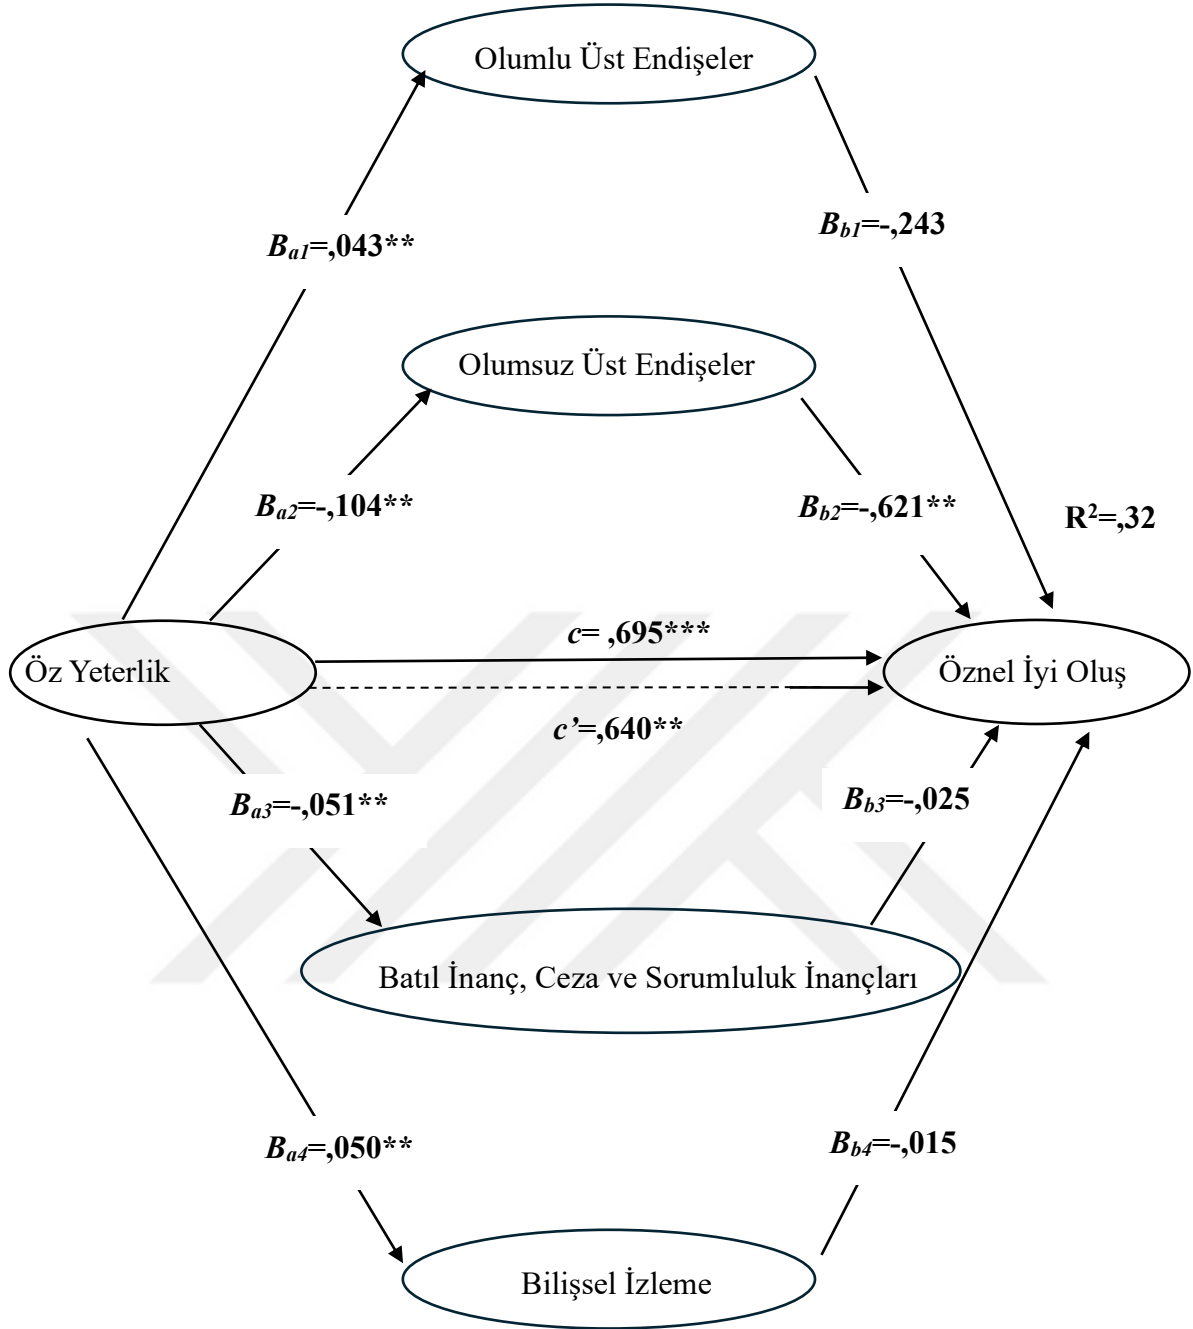 Olumlu Üst Endişeler
Ba1=,043**
Bb1=-,243
Olumsuz Üst Endişeler
Ba2=-,104**
Bb2=-,621**
R²=,32
c= ,695***
Öz Yeterlik
Öznel İyi Oluş
c’=,640**
Ba3=-,051**
Bb3=-,025
Batıl İnanç, Ceza ve Sorumluluk İnançları
Ba4=,050**
Bb4=-,015
Bilişsel İzleme